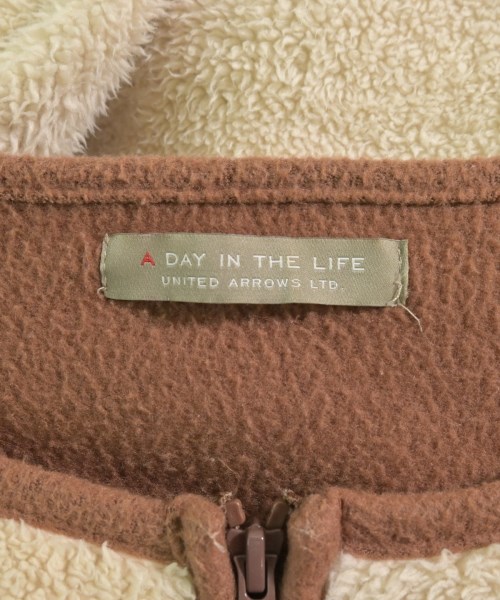 A DAY IN THE LIFE
UNITED ARROWS LTD.